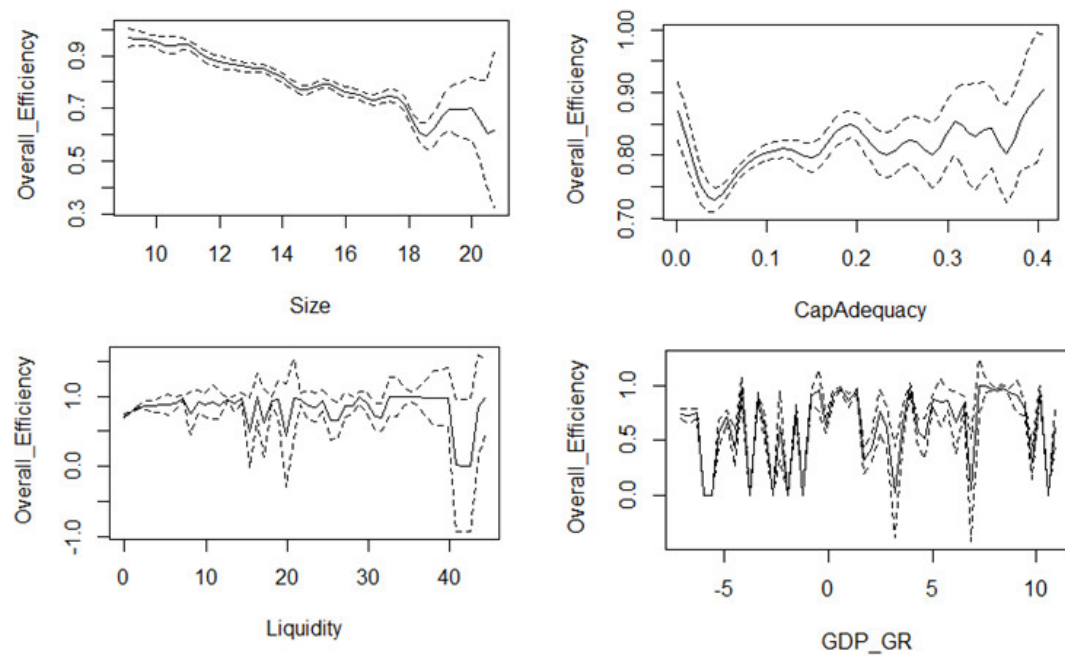 Overall_Efficiency
0.3 0.5 0.7 0.9
10 12 14 16 18 20
Size
Overall_Efficiency
0.70 0.80 0.90 1.00
0.0 0.1 0.2 0.3 0.4
CapAdequacy
Overall_Efficiency
-1.0 0.0 1.0
0 10 20 30 40
Liquidity
Overall_Efficiency
0.0 0.5 1.0
-5 0 5 10
GDP_GR